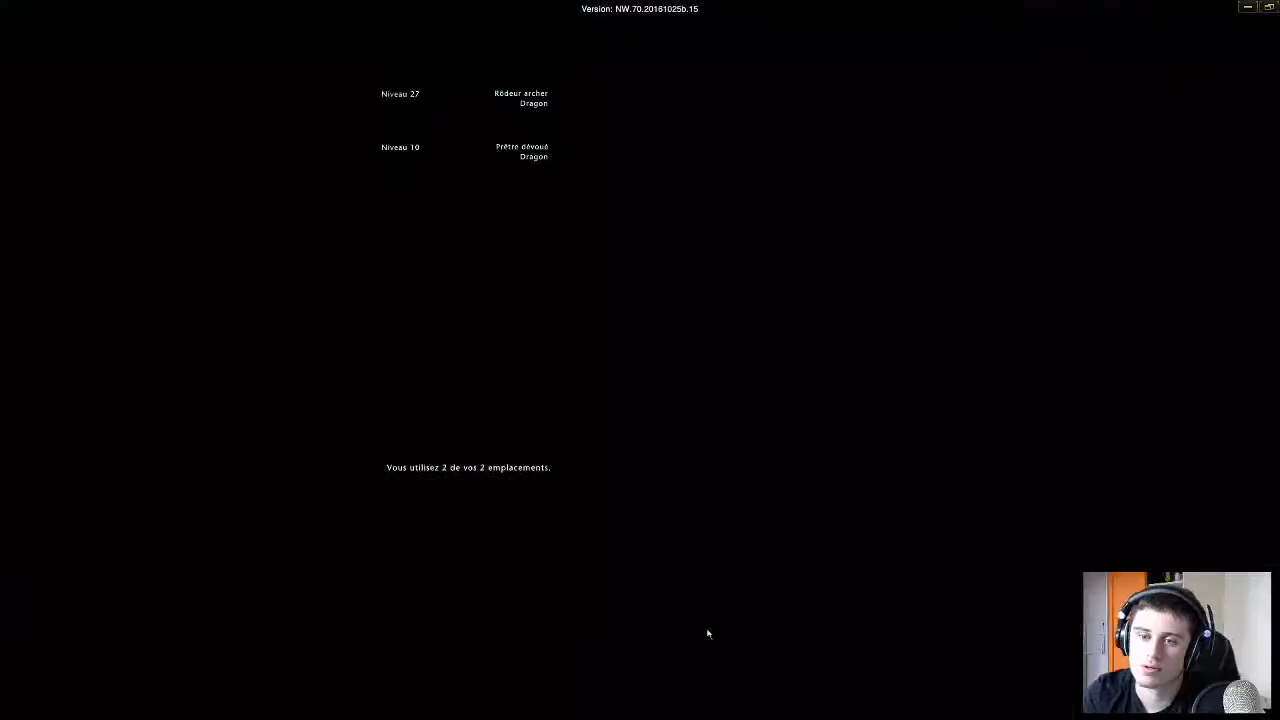 Version: NW.70.20161025b.15
Niveau 27
Rôdeur archer
Dragon
Niveau 10
Prêtre dévoué
Dragon
Vous utilisez 2 de vos 2 emplacements.